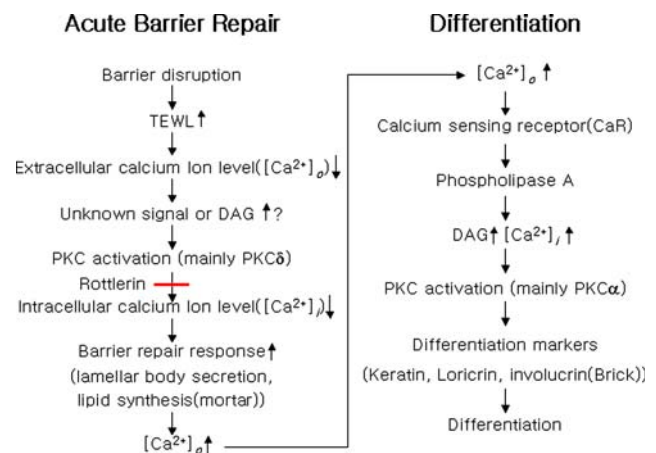 Acute Barrier Repair
Barrier disruption
TEWL↑
Extracellular calcium Ion level([Ca²⁺]ₒ)↓
Unknown signal or DAG ↑?
PKC activation (mainly PKCδ)
Rottlerin
Intracellular calcium Ion level([Ca²⁺]ᵢ)↓
Barrier repair response↑
(lamellar body secretion,
lipid synthesis(mortar))
[Ca²⁺]ₒ↑
Differentiation
[Ca²⁺]ₒ ↑
Calcium sensing receptor(CaR)
Phospholipase A
DAG↑[Ca²⁺]ᵢ ↑
PKC activation (mainly PKCα)
Differentiation markers
(Keratin, Loricrin, involucrin(Brick))
Differentiation